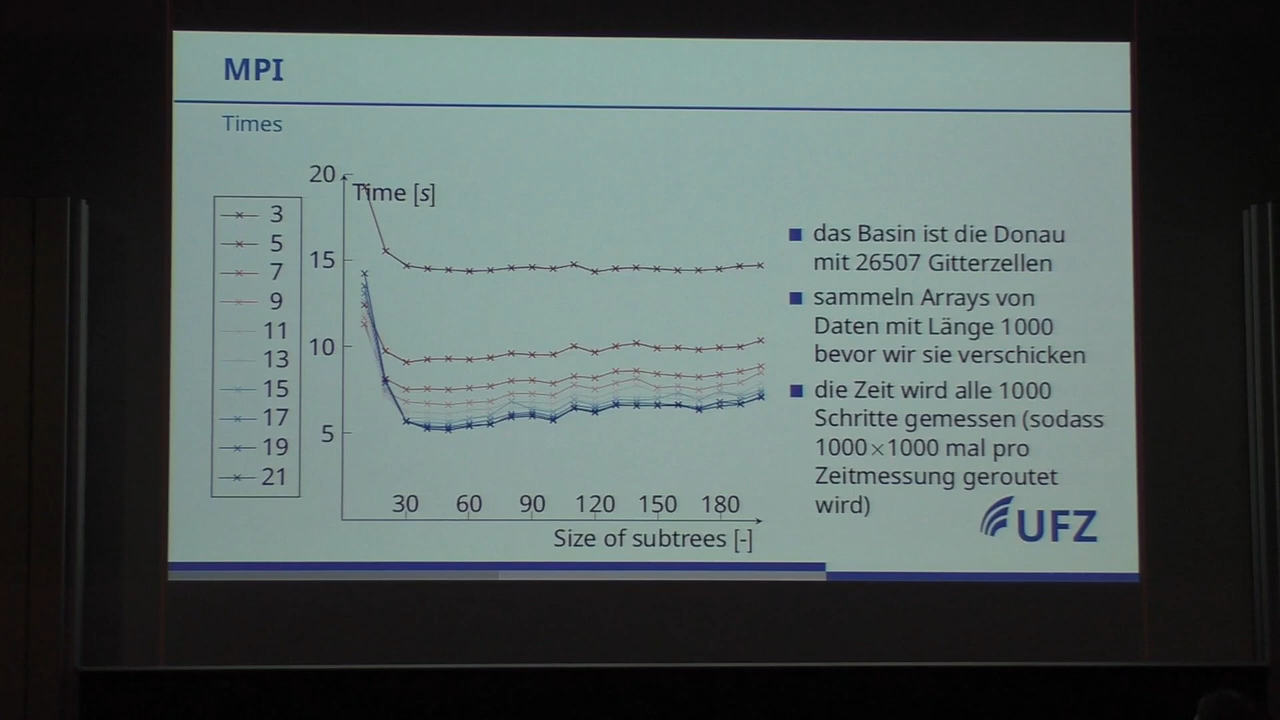 MPI
Times
20
Time [s]
15
10
5
3
5
7
9
11
13
15
17
19
21
30 60 90 120 150 180
Size of subtrees [-]
das Basin ist die Donau
mit 26507 Gitterzellen
sammeln Arrays von
Daten mit Länge 1000
bevor wir sie verschicken
die Zeit wird alle 1000
Schritte gemessen (sodass
1000×1000 mal pro
Zeitmessung geroutet
wird)
UFZ